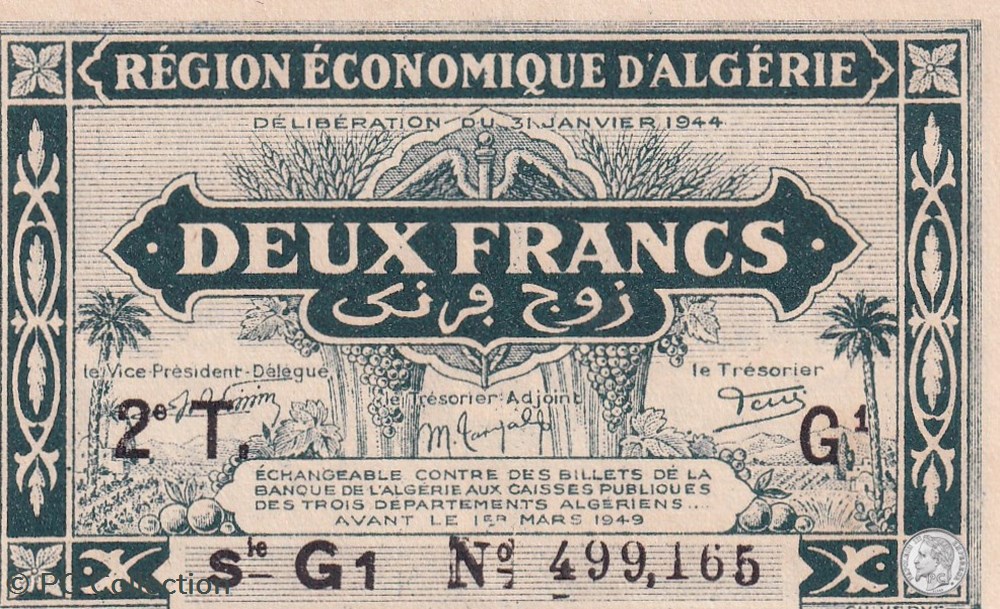 RÉGION ÉCONOMIQUE D'ALGÉRIE
DÉLIBÉRATION DU 31 JANVIER 1944
DEUX FRANCS
زوج فرنك
le Vice-Président-Délégué
le Trésorier Adjoint
le Trésorier
2e T.
G1
ÉCHANGEABLE CONTRE DES BILLETS DE LA
BANQUE DE L'ALGÉRIE AUX CAISSES PUBLIQUES
DES TROIS DÉPARTEMENTS ALGÉRIENS....
AVANT LE 1ER MARS 1949
Sie G1 No 499,165
© PC Collection
PC